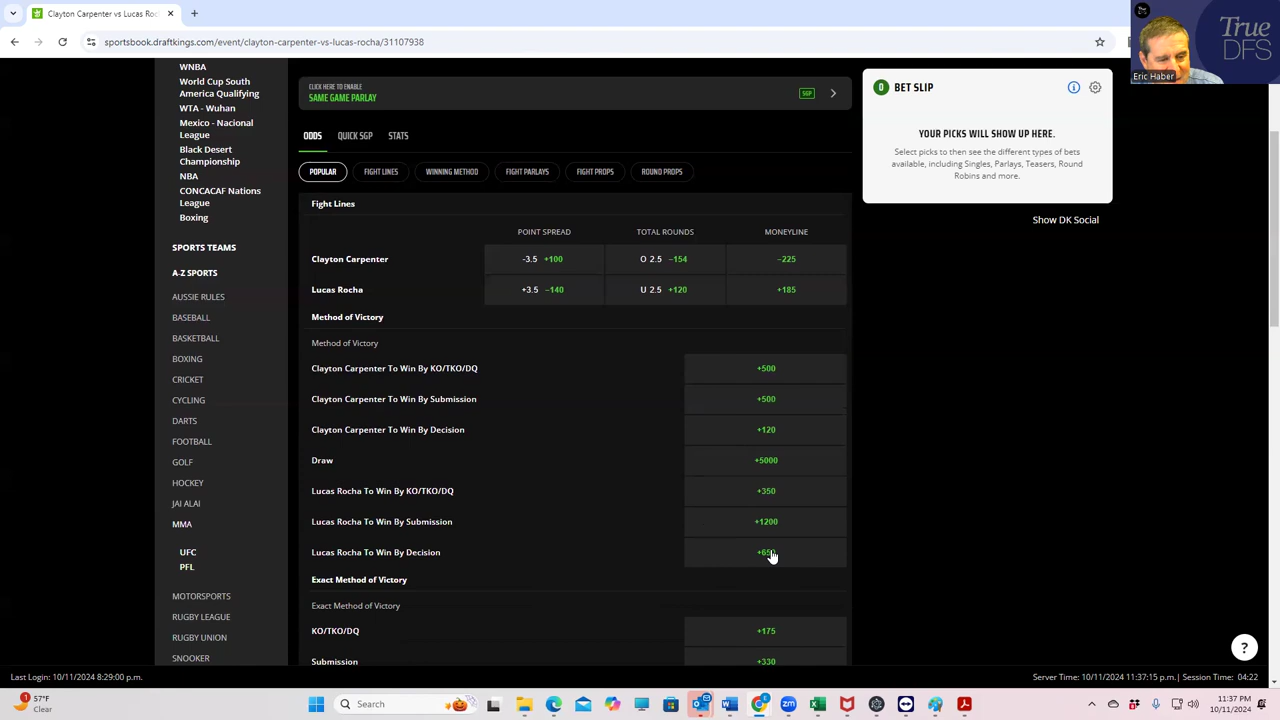 Clayton Carpenter vs Lucas Roc
sportsbook.draftkings.com/event/clayton-carpenter-vs-lucas-rocha/31107938
True
DFS
Eric Haber
WNBA
World Cup South
America Qualifying
WTA - Wuhan
Mexico - Nacional
League
Black Desert
Championship
NBA
CONCACAF Nations
League
Boxing
SPORTS TEAMS
A-Z SPORTS
AUSSIE RULES
BASEBALL
BASKETBALL
BOXING
CRICKET
CYCLING
DARTS
FOOTBALL
GOLF
HOCKEY
JAI ALAI
MMA
UFC
PFL
MOTORSPORTS
RUGBY LEAGUE
RUGBY UNION
SNOOKER
CLICK HERE TO ENABLE
SAME GAME PARLAY SGP
ODDS QUICK SGP STATS
POPULAR FIGHT LINES WINNING METHOD FIGHT PARLAYS FIGHT PROPS ROUND PROPS
Fight Lines
POINT SPREAD TOTAL ROUNDS MONEYLINE
Clayton Carpenter -3.5 +100 O 2.5 −154 −225
Lucas Rocha +3.5 −140 U 2.5 +120 +185
Method of Victory
Method of Victory
Clayton Carpenter To Win By KO/TKO/DQ +500
Clayton Carpenter To Win By Submission +500
Clayton Carpenter To Win By Decision +120
Draw +5000
Lucas Rocha To Win By KO/TKO/DQ +350
Lucas Rocha To Win By Submission +1200
Lucas Rocha To Win By Decision
Exact Method of Victory
Exact Method of Victory
KO/TKO/DQ +175
Submission +330
0 BET SLIP
YOUR PICKS WILL SHOW UP HERE.
Select picks to then see the different types of bets
available, including Singles, Parlays, Teasers, Round
Robins and more.
Show DK Social
?
Last Login: 10/11/2024 8:29:00 p.m. Server Time: 10/11/2024 11:37:15 p.m. | Session Time: 04:22
1 57°F
Clear
Search
zm
11:37 PM
10/11/2024